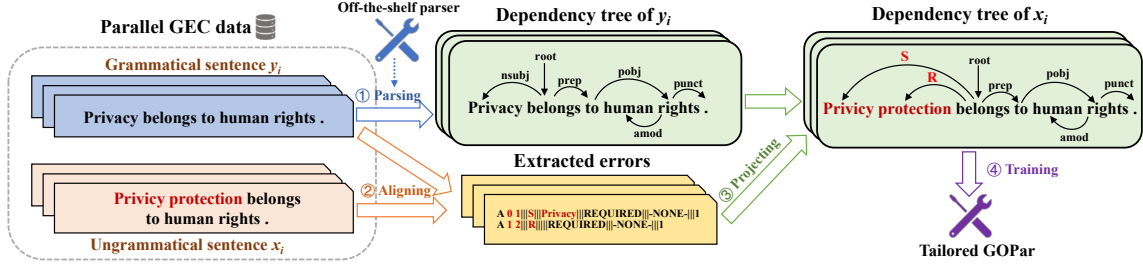 Parallel GEC data
Grammatical sentence yi
Privacy belongs to human rights .
Privicy protection belongs
to human rights .
Ungrammatical sentence xi
Off-the-shelf parser
① Parsing
② Aligning
Dependency tree of yi
root
nsubj
prep
pobj
punct
Privacy belongs to human rights .
amod
Extracted errors
A 0 1|||S|||Privacy|||REQUIRED|||-NONE-|||1
A 1 2|||R||||||REQUIRED|||-NONE-|||1
③ Projecting
Dependency tree of xi
S
R
root
prep
pobj
punct
Privicy protection belongs to human rights .
amod
④ Training
Tailored GOPar